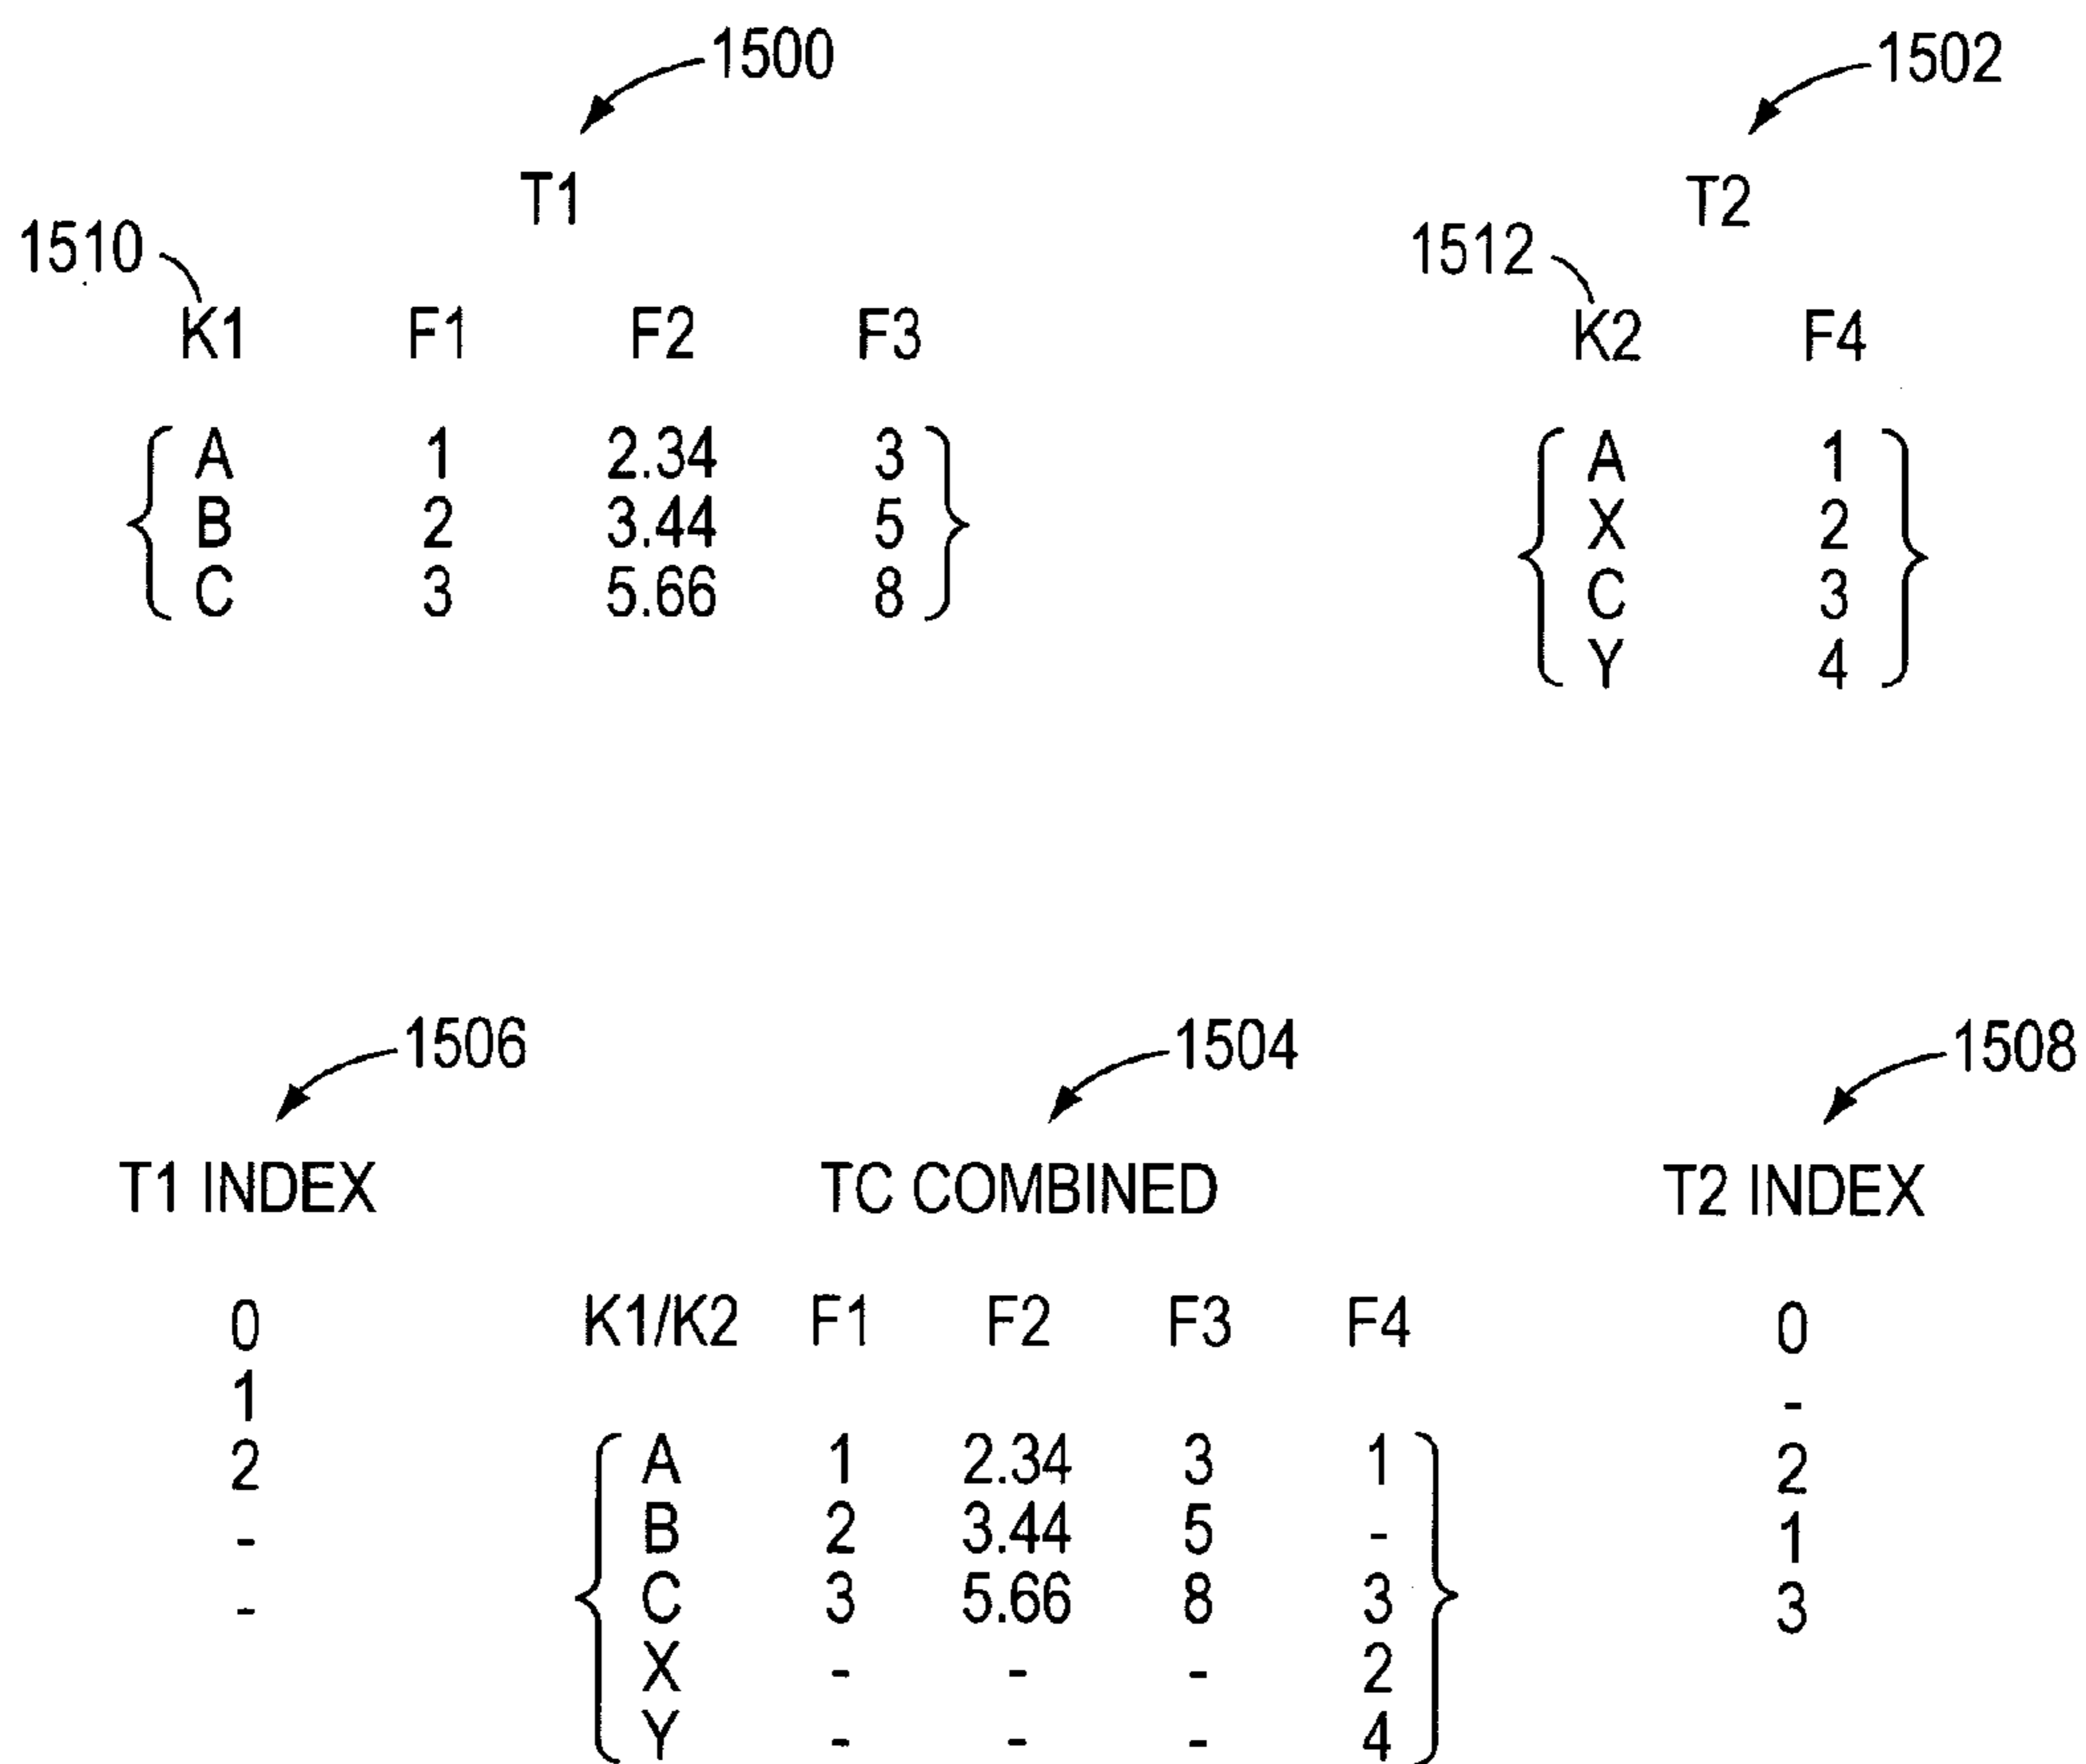 1500
1502
T1
T2
1510
1512
K1 F1 F2 F3
K2 F4
A 1 2.34 3
B 2 3.44 5
C 3 5.66 8
A 1
X 2
C 3
Y 4
1506
1504
1508
T1 INDEX
TC COMBINED
T2 INDEX
0
1
2
-
-
K1/K2 F1 F2 F3 F4
A 1 2.34 3 1
B 2 3.44 5 -
C 3 5.66 8 3
X - - - 2
Y - - - 4
0
-
2
1
3